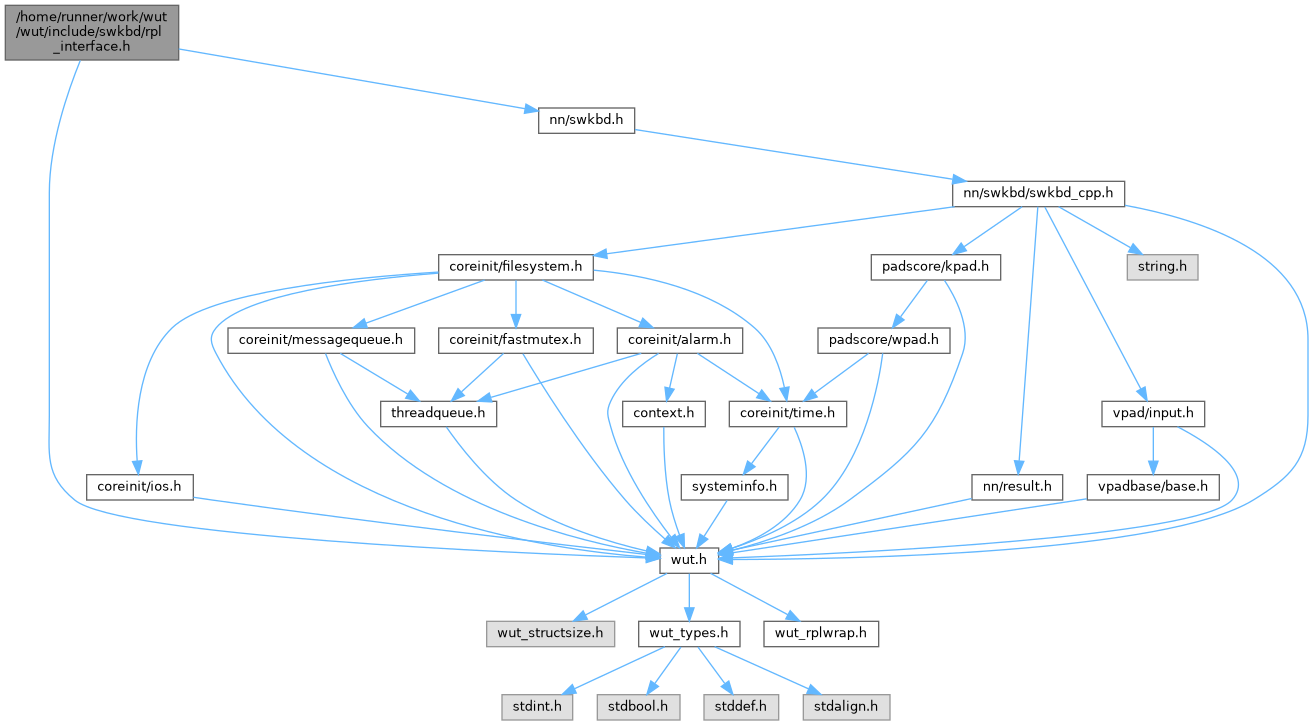 /home/runner/work/wut
/wut/include/swkbd/rpl
_interface.h
nn/swkbd.h
nn/swkbd/swkbd_cpp.h
coreinit/filesystem.h
padscore/kpad.h
string.h
coreinit/messagequeue.h
coreinit/fastmutex.h
coreinit/alarm.h
padscore/wpad.h
threadqueue.h
context.h
coreinit/time.h
vpad/input.h
coreinit/ios.h
systeminfo.h
nn/result.h
vpadbase/base.h
wut.h
wut_structsize.h
wut_types.h
wut_rplwrap.h
stdint.h
stdbool.h
stddef.h
stdalign.h